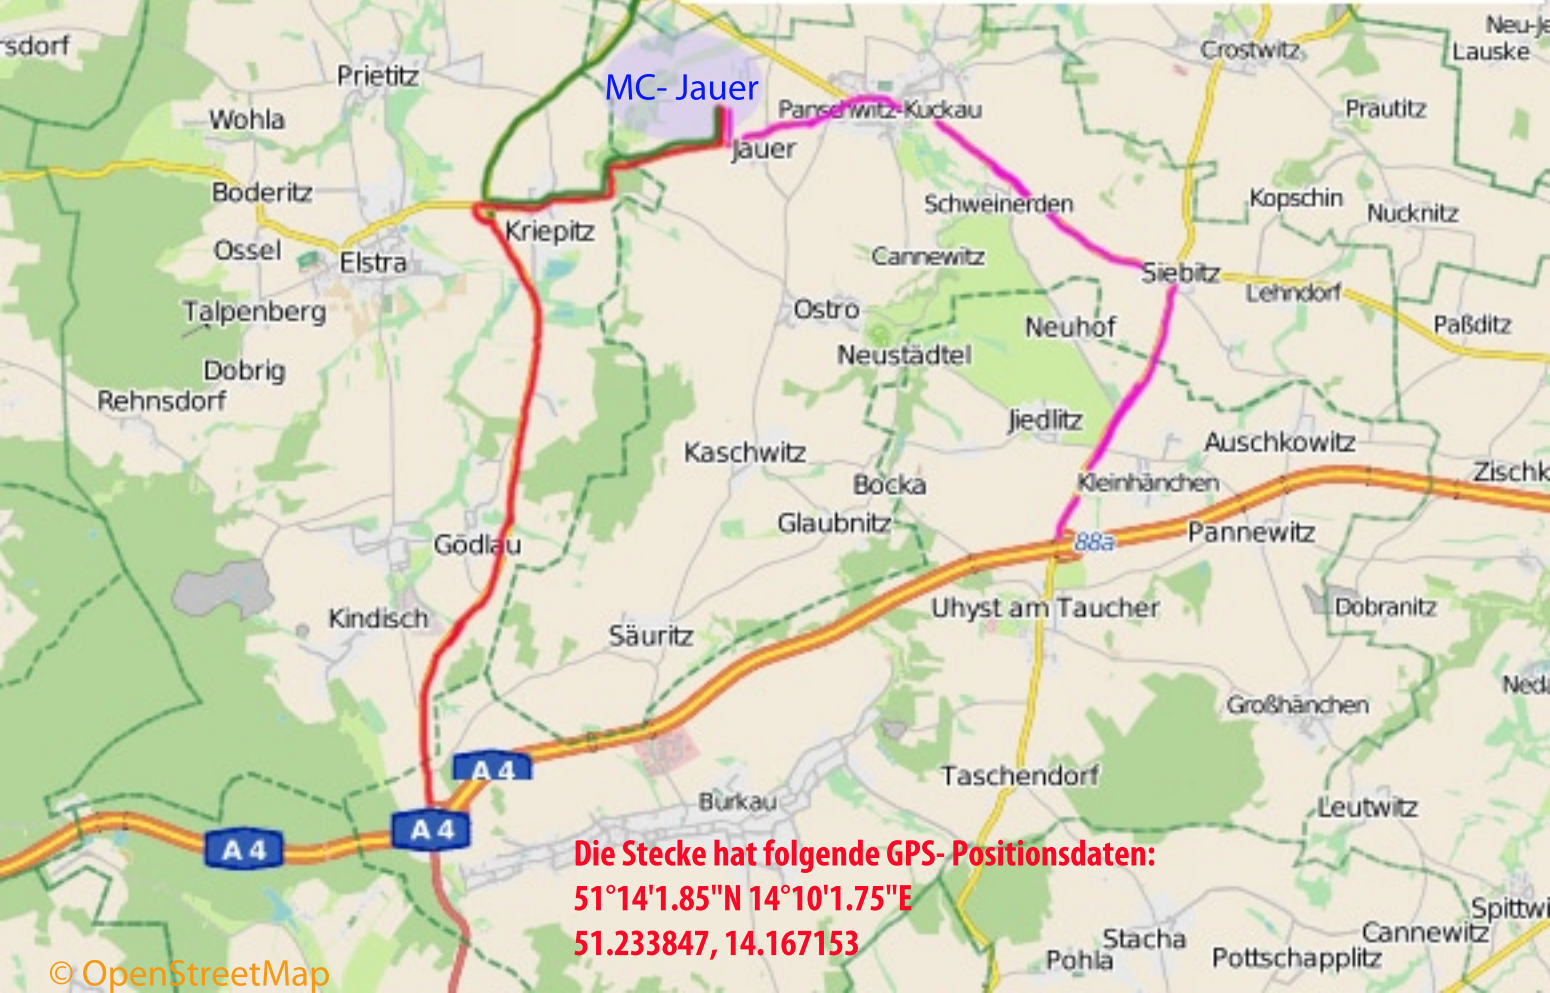 rsdorf
Prietitz
MC- Jauer
Crostwitz
Lauske
Wohla
Panschwitz-Kuckau
Prautitz
Jauer
Boderitz
Schweinerden
Kopschin
Nucknitz
Kriepitz
Ossel
Elstra
Cannewitz
Siebitz
Lehndorf
Talpenberg
Ostro
Neuhof
Paßditz
Neustädtel
Dobrig
Rehnsdorf
Jiedlitz
Kaschwitz
Auschkowitz
Zischk
Bocka
Kleinhänchen
Glaubnitz
Pannewitz
88a
Gödlau
Kindisch
Säuritz
Uhyst am Taucher
Dobranitz
Großhänchen
A 4
Taschendorf
Burkau
Leutwitz
A 4
A 4
Die Stecke hat folgende GPS- Positionsdaten:
51°14'1.85"N 14°10'1.75"E
51.233847, 14.167153
Spittwi
Stacha
Cannewitz
Pohla
Pottschapplitz
© OpenStreetMap